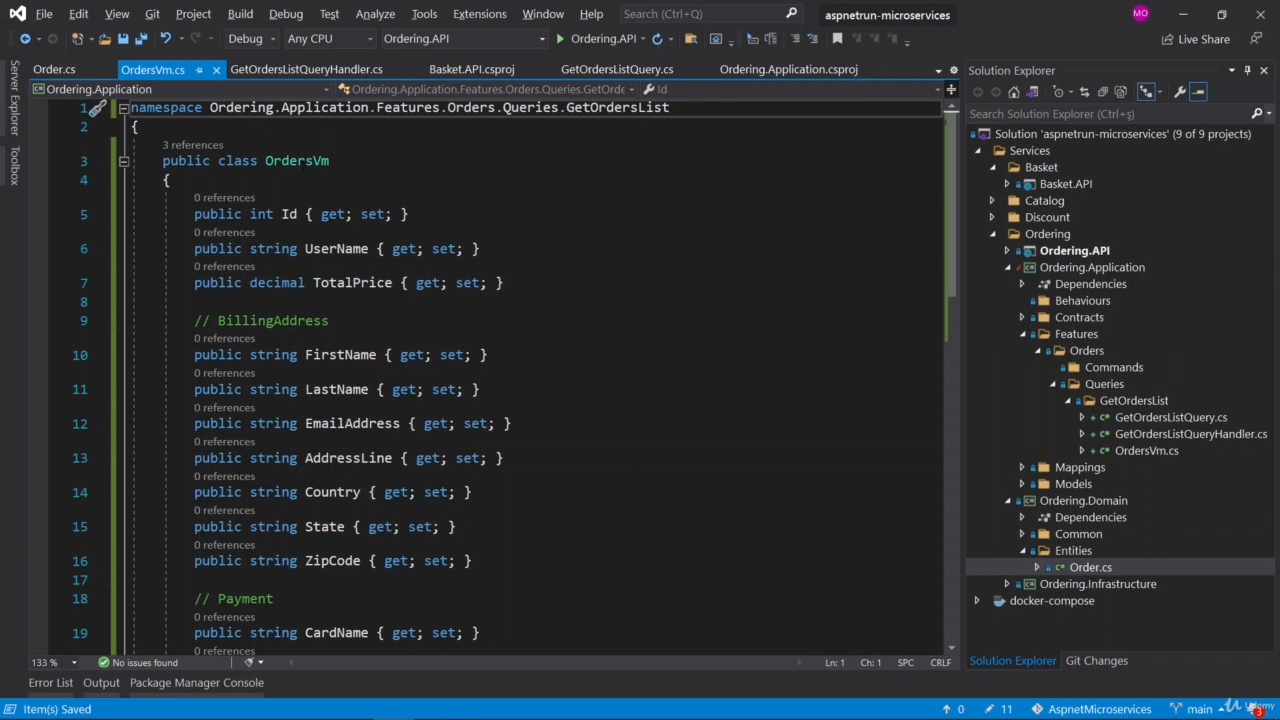 File Edit View Git Project Build Debug Test Analyze Tools Extensions Window Help Search (Ctrl+Q) aspnetrun-microservices MO
Debug Any CPU Ordering.API Ordering.API Live Share
Order.cs OrdersVm.cs GetOrdersListQueryHandler.cs Basket.API.csproj GetOrdersListQuery.cs Ordering.API.csproj
Ordering.Application Ordering.Application.Features.Orders.Queries.GetOrde Id
Server Explorer
Toolbox
1 namespace Ordering.Application.Features.Orders.Queries.GetOrdersList
2 {
3 references
3 public class OrdersVm
4 {
0 references
5 public int Id { get; set; }
0 references
6 public string UserName { get; set; }
0 references
7 public decimal TotalPrice { get; set; }
8
9 // BillingAddress
0 references
10 public string FirstName { get; set; }
0 references
11 public string LastName { get; set; }
0 references
12 public string EmailAddress { get; set; }
0 references
13 public string AddressLine { get; set; }
0 references
14 public string Country { get; set; }
0 references
15 public string State { get; set; }
0 references
16 public string ZipCode { get; set; }
17
18 // Payment
0 references
19 public string CardName { get; set; }
0 references
133 % No issues found Ln: 1 Ch: 1 SPC CRLF
Error List Output Package Manager Console
Solution Explorer
Search Solution Explorer (Ctrl+ş)
Solution 'aspnetrun-microservices' (9 of 9 projects)
Services
Basket
Basket.API
Catalog
Discount
Ordering
Ordering.API
Ordering.Application
Dependencies
Behaviours
Contracts
Features
Orders
Commands
Queries
GetOrdersList
GetOrdersListQuery.cs
GetOrdersListQueryHandler.cs
OrdersVm.cs
Mappings
Models
Ordering.Domain
Dependencies
Common
Entities
Order.cs
Ordering.Infrastructure
docker-compose
Solution Explorer Git Changes
Item(s) Saved 0 11 AspnetMicroservices main 3
Udemy